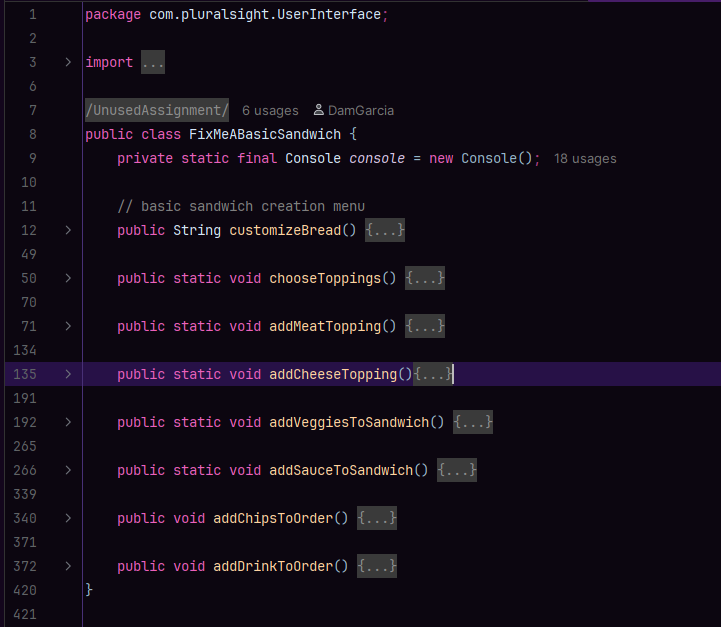 1 package com.pluralsight.UserInterface;
2
3 import ...
6
7 /UnusedAssignment/ 6 usages DamGarcia
8 public class FixMeABasicSandwich {
9 private static final Console console = new Console(); 18 usages
10
11 // basic sandwich creation menu
12 public String customizeBread() {...}
49
50 public static void chooseToppings() {...}
70
71 public static void addMeatTopping() {...}
134
135 public static void addCheeseTopping(){...}
191
192 public static void addVeggiesToSandwich() {...}
265
266 public static void addSauceToSandwich() {...}
339
340 public void addChipsToOrder() {...}
371
372 public void addDrinkToOrder() {...}
420 }
421